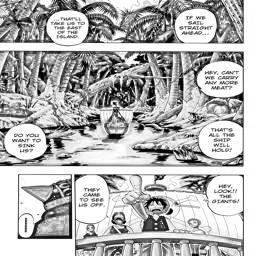 IF WE
SAIL
STRAIGHT
AHEAD...
...THAT'LL
TAKE US TO
THE EAST
OF THE
ISLAND.
HEY, CAN'T
WE CARRY
ANY MORE
MEAT?
THAT'S
ALL THE
SHIP
WILL
HOLD!
DO YOU
WANT TO
SINK
US?
HEY,
LOOK!!
THE
GIANTS!
THEY
CAME TO
SEE
US OFF.